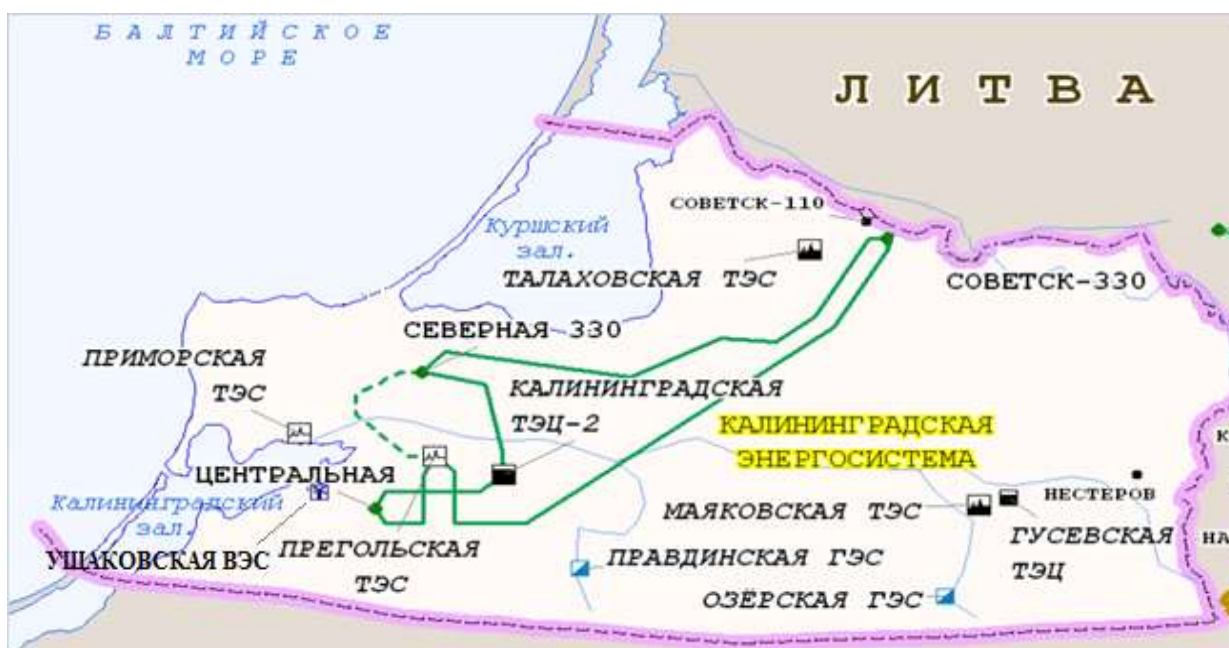 БАЛТИЙСКОЕ
МОРЕ
ЛИТВА
СОВЕТСК-110
Куршский
зал.
ТАЛАХОВСКАЯ ТЭС
СОВЕТСК-330
СЕВЕРНАЯ 330
ПРИМОРСКАЯ
ТЭС
КАЛИНИНГРАДСКАЯ
ТЭЦ-2
КАЛИНИНГРАДСКАЯ
ЭНЕРГОСИСТЕМА
ЦЕНТРАЛЬНАЯ
Калининградский
зал.
УШАКОВСКАЯ ВЭС
ПРЕГОЛЬСКАЯ
ТЭС
МАЯКОВСКАЯ ТЭС
НЕСТЕРОВ
ГУСЕВСКАЯ
ТЭЦ
ПРАВДИНСКАЯ ГЭС
ОЗЁРСКАЯ ГЭС
К
НА